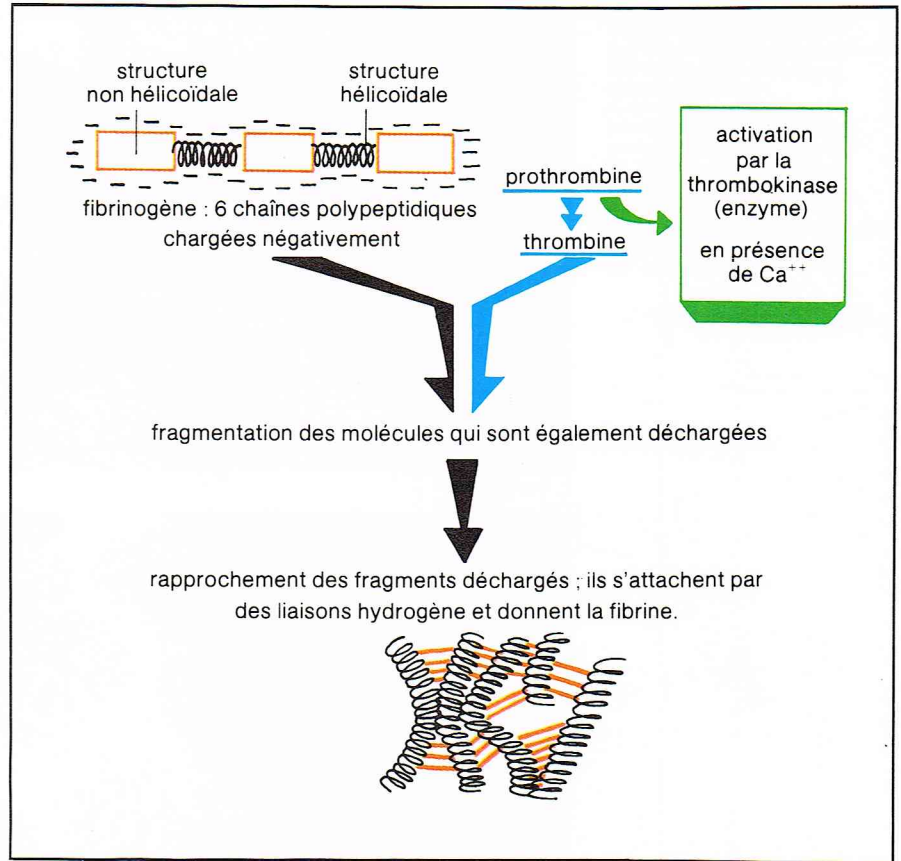 structure
non hélicoïdale
structure
hélicoïdale
fibrinogène : 6 chaînes polypeptidiques
chargées négativement
prothrombine
thrombine
activation
par la
thrombokinase
(enzyme)
en présence
de Ca⁺⁺
fragmentation des molécules qui sont également déchargées
rapprochement des fragments déchargés ; ils s'attachent par
des liaisons hydrogène et donnent la fibrine.